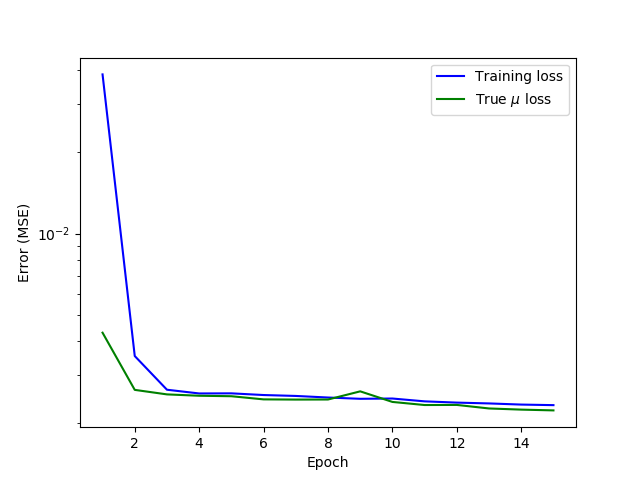 Training loss
True μ loss
Error (MSE)
10⁻²
2 4 6 8 10 12 14
Epoch